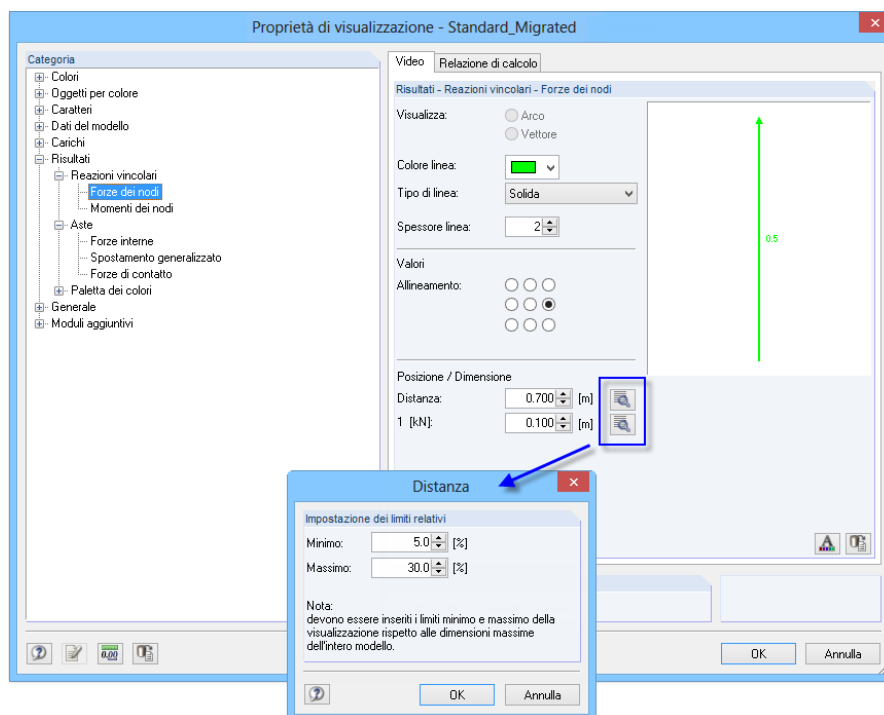 Proprietà di visualizzazione - Standard_Migrated
Categoria
Colori
Oggetti per colore
Caratteri
Dati del modello
Carichi
Risultati
Reazioni vincolari
Forze dei nodi
Momenti dei nodi
Aste
Forze interne
Spostamento generalizzato
Forze di contatto
Paletta dei colori
Generale
Moduli aggiuntivi
Video
Relazione di calcolo
Risultati - Reazioni vincolari - Forze dei nodi
Visualizza:
Arco
Vettore
Colore linea:
Tipo di linea:
Solida
Spessore linea:
2
0.5
Valori
Allineamento:
Posizione / Dimensione
Distanza:
0.700 [m]
1 [kN]:
0.100 [m]
Distanza
Impostazione dei limiti relativi
Minimo:
5.0 [%]
Massimo:
30.0 [%]
Nota:
devono essere inseriti i limiti minimo e massimo della
visualizzazione rispetto alle dimensioni massime
dell'intero modello.
OK
Annulla
0.00
OK
Annulla